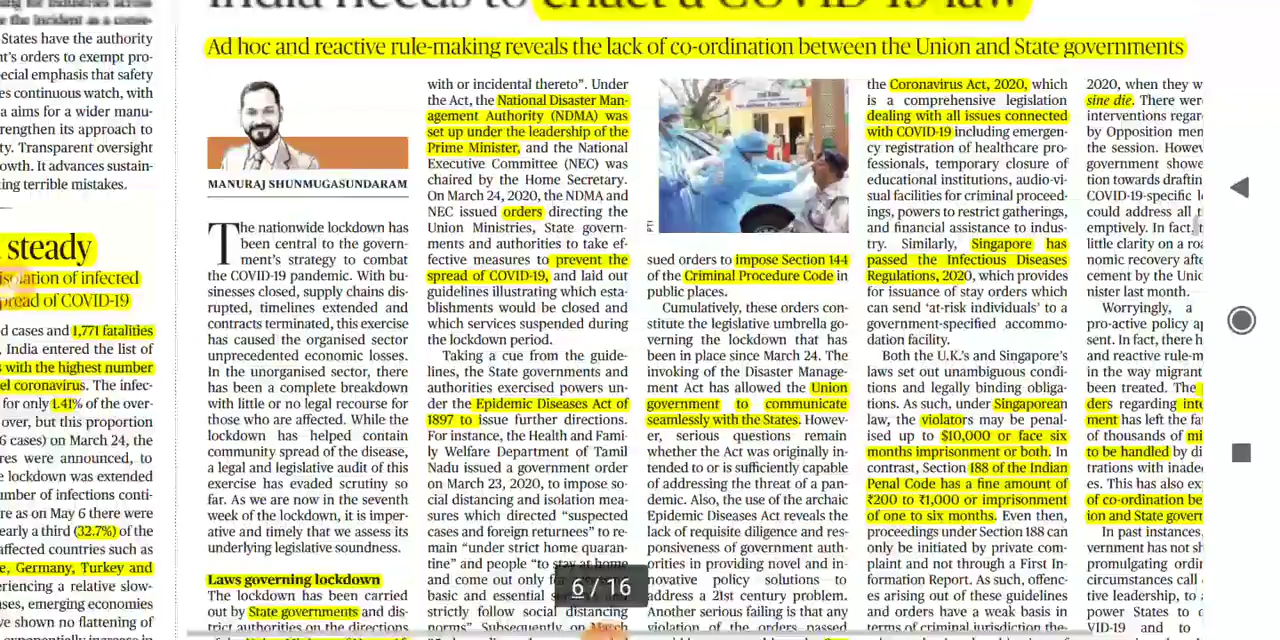 India needs to enact a COVID-19 law
Ad hoc and reactive rule-making reveals the lack of co-ordination between the Union and State governments
States have the authority
nt's orders to exempt pro-
ecial emphasis that safety
es continuous watch, with
a aims for a wider manu-
rengthen its approach to
ty. Transparent oversight
owth. It advances sustain-
ing terrible mistakes.
steady
isolation of infected
pread of COVID-19
d cases and 1,771 fatalities
, India entered the list of
s with the highest number
el coronavirus. The infec-
for only 1.41% of the over-
over, but this proportion
6 cases) on March 24, the
res were announced, to
e lockdown was extended
umber of infections conti-
re as on May 6 there were
early a third (32.7%) of the
affected countries such as
e, Germany, Turkey and
eriencing a relative slow-
ses, emerging economies
ve shown no flattening of
MANURAJ SHUNMUGASUNDARAM
The nationwide lockdown has
been central to the govern-
ment's strategy to combat
the COVID-19 pandemic. With bu-
sinesses closed, supply chains dis-
rupted, timelines extended and
contracts terminated, this exercise
has caused the organised sector
unprecedented economic losses.
In the unorganised sector, there
has been a complete breakdown
with little or no legal recourse for
those who are affected. While the
lockdown has helped contain
community spread of the disease,
a legal and legislative audit of this
exercise has evaded scrutiny so
far. As we are now in the seventh
week of the lockdown, it is imper-
ative and timely that we assess its
underlying legislative soundness.
Laws governing lockdown
The lockdown has been carried
out by State governments and dis-
trict authorities on the directions
with or incidental thereto". Under
the Act, the National Disaster Man-
agement Authority (NDMA) was
set up under the leadership of the
Prime Minister, and the National
Executive Committee (NEC) was
chaired by the Home Secretary.
On March 24, 2020, the NDMA and
NEC issued orders directing the
Union Ministries, State govern-
ments and authorities to take ef-
fective measures to prevent the
spread of COVID-19, and laid out
guidelines illustrating which esta-
blishments would be closed and
which services suspended during
the lockdown period.
Taking a cue from the guide-
lines, the State governments and
authorities exercised powers un-
der the Epidemic Diseases Act of
1897 to issue further directions.
For instance, the Health and Fami-
ly Welfare Department of Tamil
Nadu issued a government order
on March 23, 2020, to impose so-
cial distancing and isolation mea-
sures which directed "suspected
cases and foreign returnees" to re-
main "under strict home quaran-
tine" and people "to stay at home
and come out only for
basic and essential
strictly follow social distancing
norms". Subsequently, on March
PTI
sued orders to impose Section 144
of the Criminal Procedure Code in
public places.
Cumulatively, these orders con-
stitute the legislative umbrella go-
verning the lockdown that has
been in place since March 24. The
invoking of the Disaster Manage-
ment Act has allowed the Union
government to communicate
seamlessly with the States. Howev-
er, serious questions remain
whether the Act was originally in-
tended to or is sufficiently capable
of addressing the threat of a pan-
demic. Also, the use of the archaic
Epidemic Diseases Act reveals the
lack of requisite diligence and res-
ponsiveness of government auth-
orities in providing novel and in-
novative policy solutions to
address a 21st century problem.
Another serious failing is that any
violation of the orders passed
the Coronavirus Act, 2020, which
is a comprehensive legislation
dealing with all issues connected
with COVID-19 including emergen-
cy registration of healthcare pro-
fessionals, temporary closure of
educational institutions, audio-vi-
sual facilities for criminal proceed-
ings, powers to restrict gatherings,
and financial assistance to indus-
try. Similarly, Singapore has
passed the Infectious Diseases
Regulations, 2020, which provides
for issuance of stay orders which
can send 'at-risk individuals' to a
government-specified accommo-
dation facility.
Both the U.K.'s and Singapore's
laws set out unambiguous condi-
tions and legally binding obliga-
tions. As such, under Singaporean
law, the violators may be penal-
ised up to $10,000 or face six
months imprisonment or both. In
contrast, Section 188 of the Indian
Penal Code has a fine amount of
₹200 to ₹1,000 or imprisonment
of one to six months. Even then,
proceedings under Section 188 can
only be initiated by private com-
plaint and not through a First In-
formation Report. As such, offenc-
es arising out of these guidelines
and orders have a weak basis in
terms of criminal jurisdiction the-
2020, when they w
sine die. There wer
interventions regar
by Opposition men
the session. Howev
government showe
tion towards draftin
COVID-19-specific l
could address all t
emptively. In fact, t
little clarity on a roa
nomic recovery afte
cement by the Unio
nister last month.
Worryingly, a
pro-active policy ap
sent. In fact, there h
and reactive rule-m
in the way migrant
been treated. The
ders regarding inte
ment has left the fat
of thousands of mi
to be handled by di
trations with inade
es. This has also ex
of co-ordination be
ion and State govern
In past instances,
vernment has not sh
promulgating ordin
circumstances call
tive leadership, to
power States to c
VID-19 and to
6 / 16